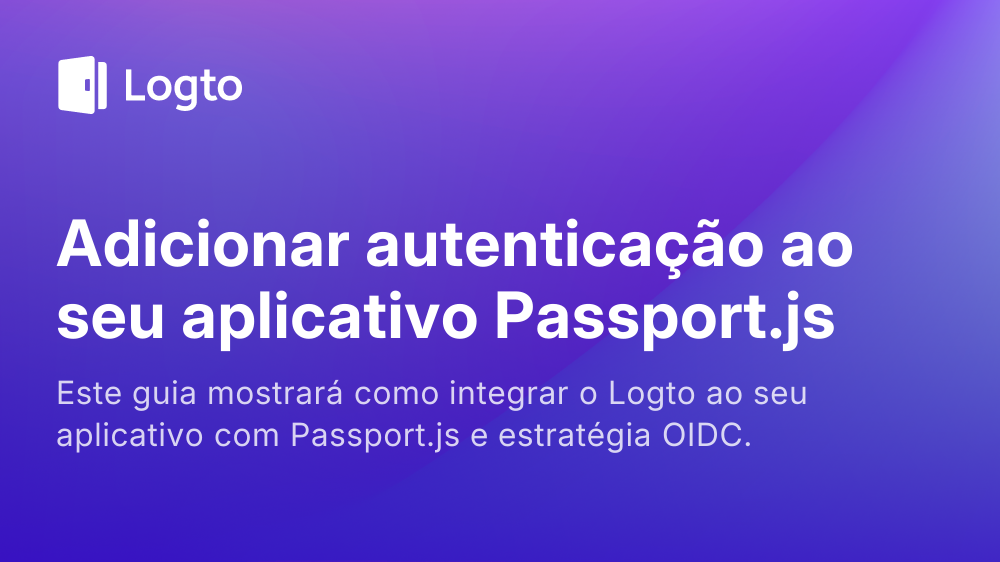 Logto
Adicionar autenticação ao
seu aplicativo Passport.js
Este guia mostrará como integrar o Logto ao seu
aplicativo com Passport.js e estratégia OIDC.